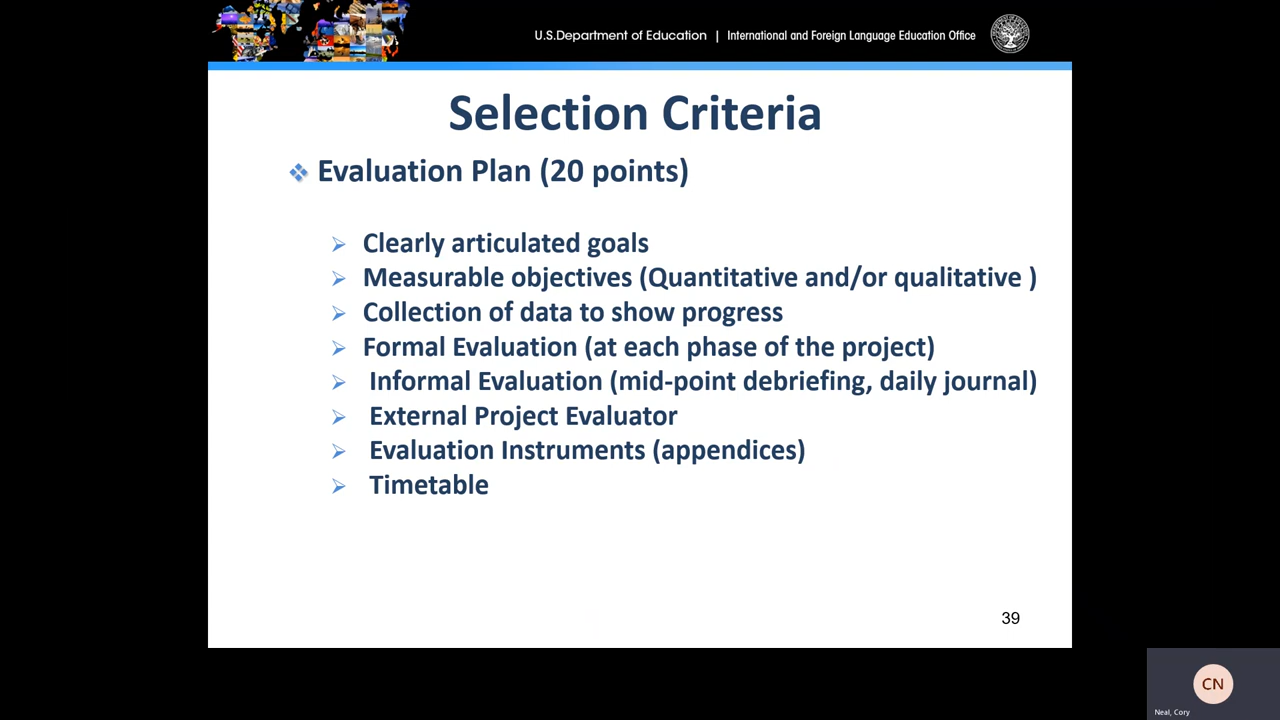 U.S.Department of Education | International and Foreign Language Education Office
Selection Criteria
Evaluation Plan (20 points)
Clearly articulated goals
Measurable objectives (Quantitative and/or qualitative )
Collection of data to show progress
Formal Evaluation (at each phase of the project)
Informal Evaluation (mid-point debriefing, daily journal)
External Project Evaluator
Evaluation Instruments (appendices)
Timetable
39
CN
Neal, Cory